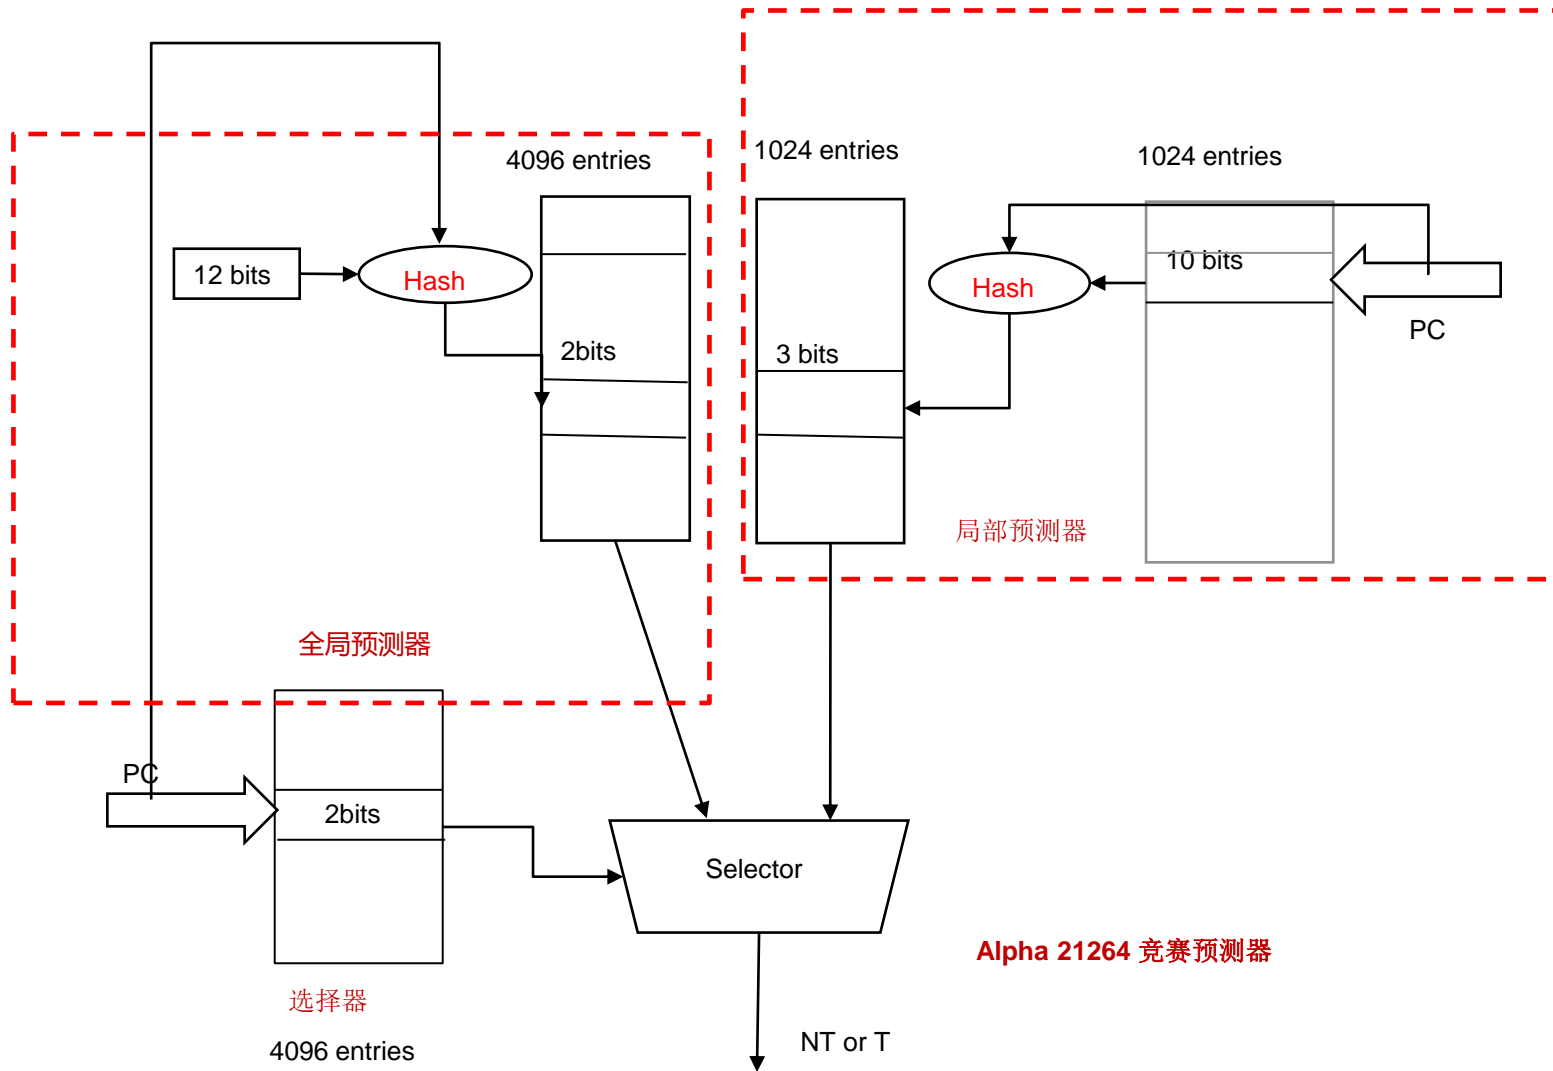 4096 entries
1024 entries
1024 entries
12 bits
Hash
2bits
3 bits
Hash
10 bits
PC
局部预测器
全局预测器
PC
2bits
Selector
Alpha 21264 竞赛预测器
选择器
4096 entries
NT or T